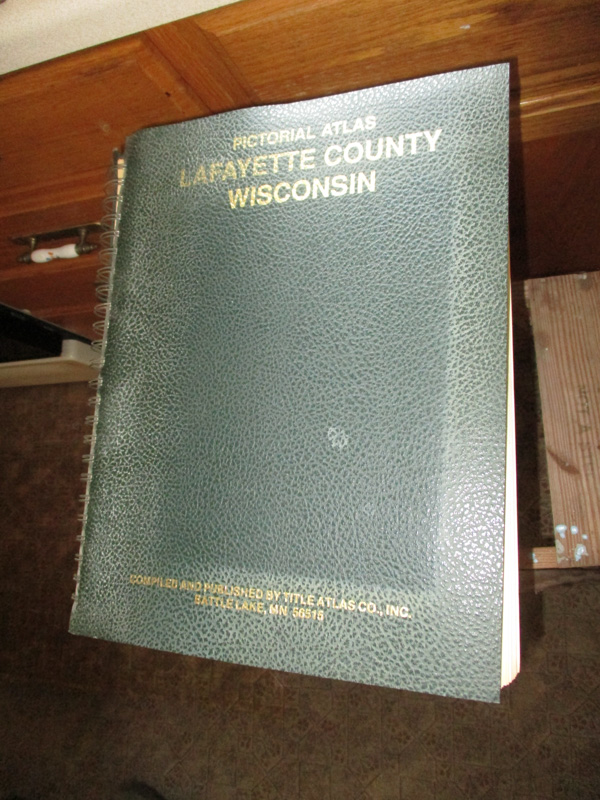 PICTORIAL ATLAS
LAFAYETTE COUNTY
WISCONSIN
COMPILED AND PUBLISHED BY TITLE ATLAS CO., INC.
BATTLE LAKE, MN 56515